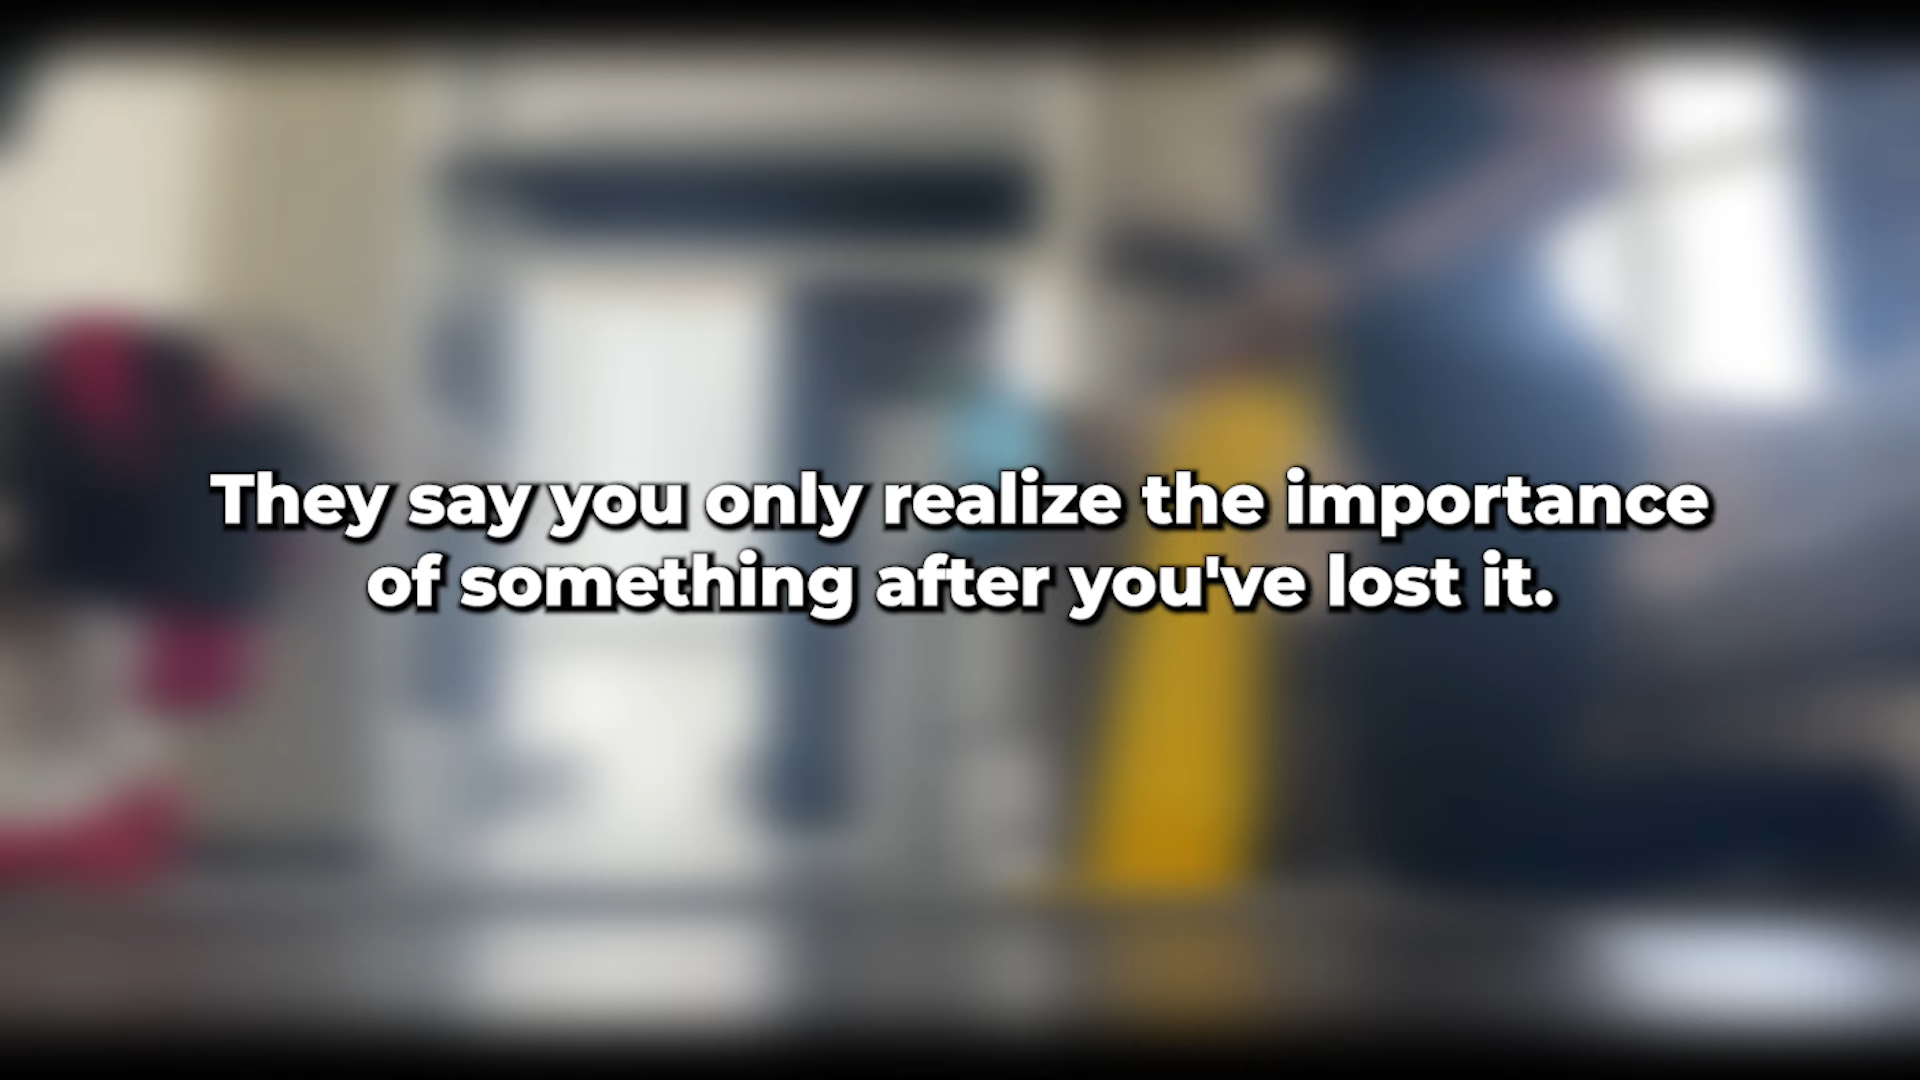 They say you only realize the importance
of something after you've lost it.